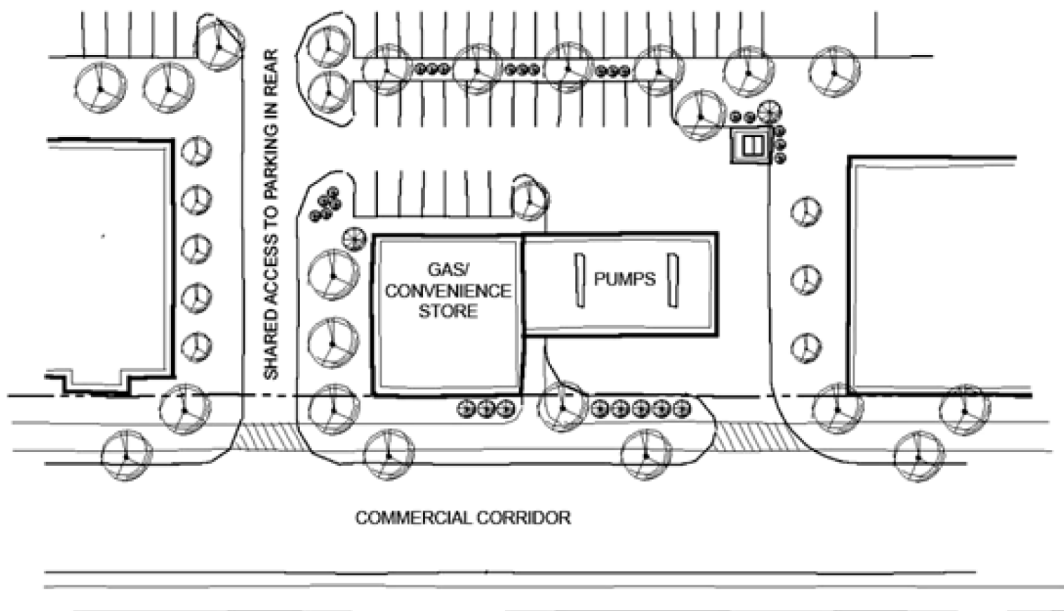 SHARED ACCESS TO PARKING IN REAR
GAS/
CONVENIENCE
STORE
PUMPS
COMMERCIAL CORRIDOR